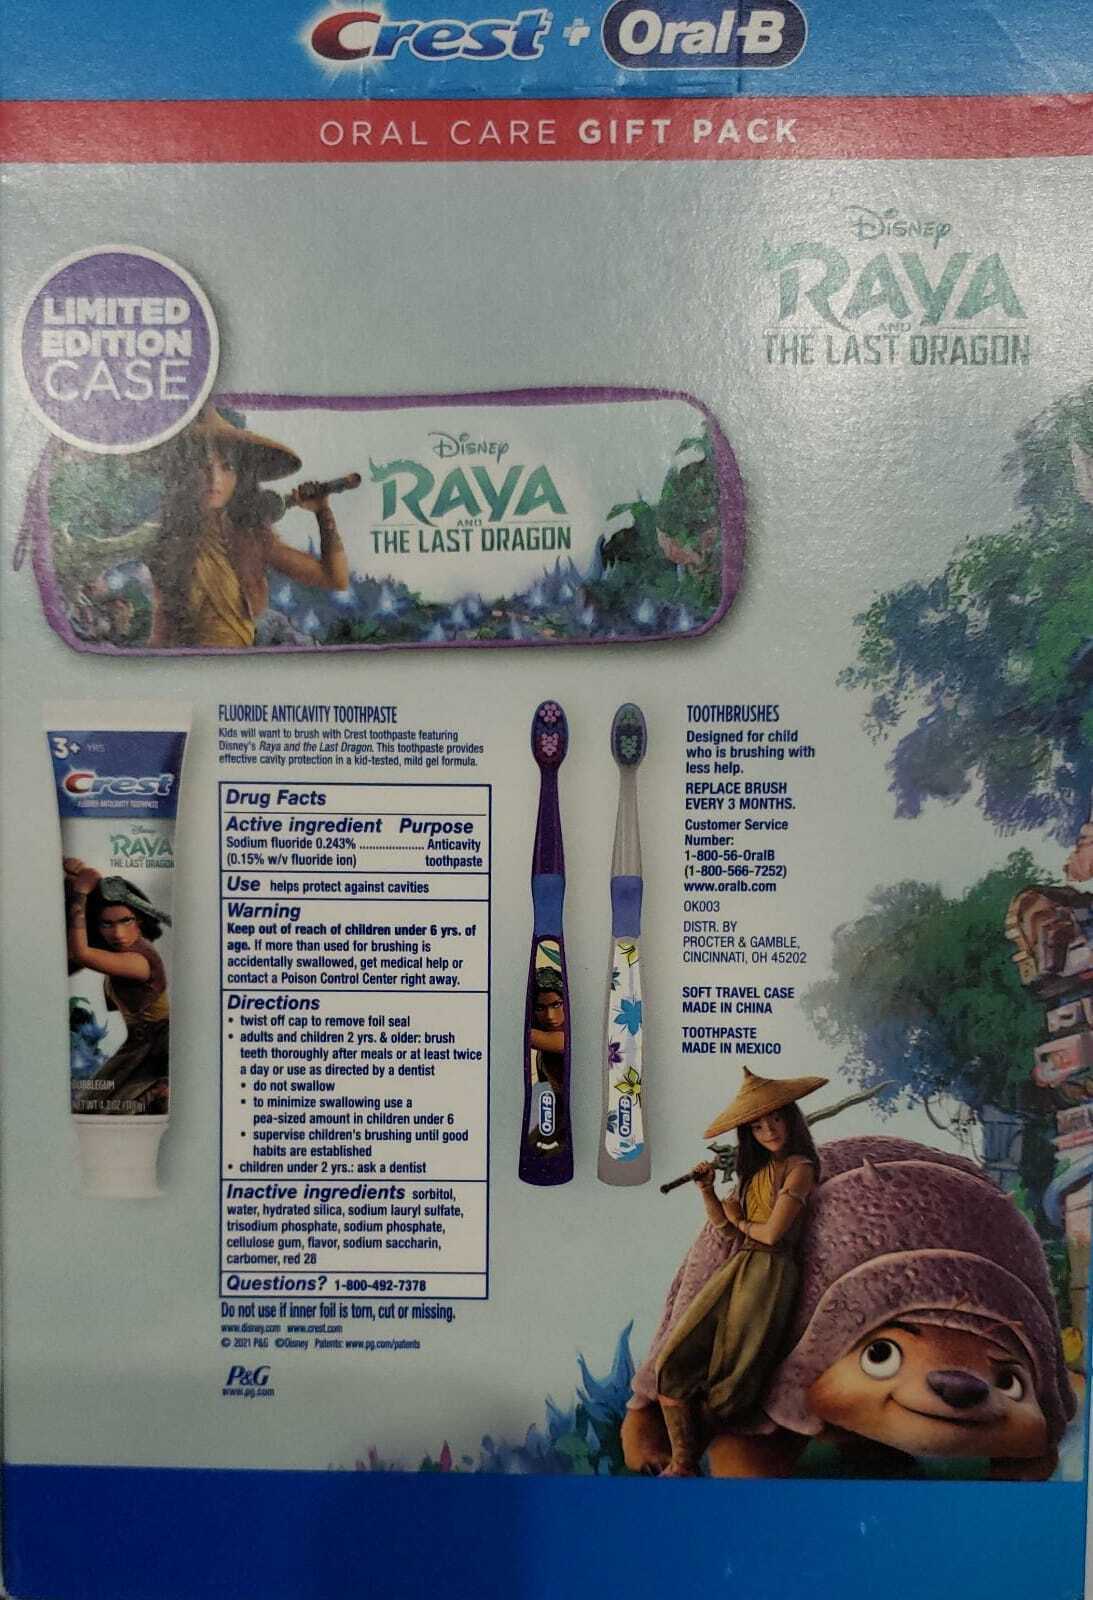 Crest + Oral-B
ORAL CARE GIFT PACK
Disney
RAYA
AND
THE LAST DRAGON
LIMITED
EDITION
CASE
Disney
RAYA
AND
THE LAST DRAGON
3+ YRS
Crest
FLUORIDE ANTICAVITY TOOTHPASTE
Disney
RAYA
THE LAST DRAGON
BUBBLEGUM
FLUORIDE ANTICAVITY TOOTHPASTE
Kids will want to brush with Crest toothpaste featuring
Disney's Raya and the Last Dragon. This toothpaste provides
effective cavity protection in a kid-tested, mild gel formula.
Drug Facts
Active ingredient Purpose
Sodium fluoride 0.243% .................... Anticavity
(0.15% w/v fluoride ion) toothpaste
Use helps protect against cavities
Warning
Keep out of reach of children under 6 yrs. of
age. If more than used for brushing is
accidentally swallowed, get medical help or
contact a Poison Control Center right away.
Directions
• twist off cap to remove foil seal
• adults and children 2 yrs. & older: brush
teeth thoroughly after meals or at least twice
a day or use as directed by a dentist
• do not swallow
• to minimize swallowing use a
pea-sized amount in children under 6
• supervise children's brushing until good
habits are established
• children under 2 yrs.: ask a dentist
Inactive ingredients sorbitol,
water, hydrated silica, sodium lauryl sulfate,
trisodium phosphate, sodium phosphate,
cellulose gum, flavor, sodium saccharin,
carbomer, red 28
Questions? 1-800-492-7378
Do not use if inner foil is torn, cut or missing.
www.disney.com www.crest.com
© 2021 P&G ©Disney Patents: www.pg.com/patents
P&G
www.pg.com
Oral-B
Oral-B
TOOTHBRUSHES
Designed for child
who is brushing with
less help.
REPLACE BRUSH
EVERY 3 MONTHS.
Customer Service
Number:
1-800-56-OralB
(1-800-566-7252)
www.oralb.com
OK003
DISTR. BY
PROCTER & GAMBLE,
CINCINNATI, OH 45202
SOFT TRAVEL CASE
MADE IN CHINA
TOOTHPASTE
MADE IN MEXICO